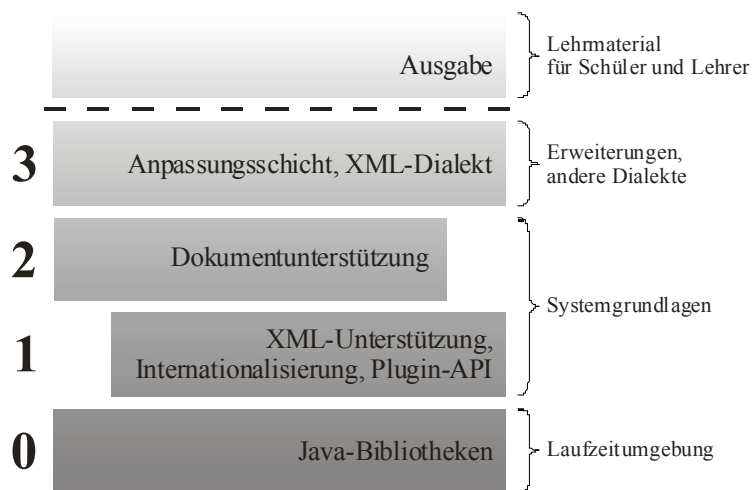 Ausgabe
Lehrmaterial
für Schüler und Lehrer
3
Anpassungsschicht, XML-Dialekt
Erweiterungen,
andere Dialekte
2
Dokumentunterstützung
Systemgrundlagen
1
XML-Unterstützung,
Internationalisierung, Plugin-API
0
Java-Bibliotheken
Laufzeitumgebung